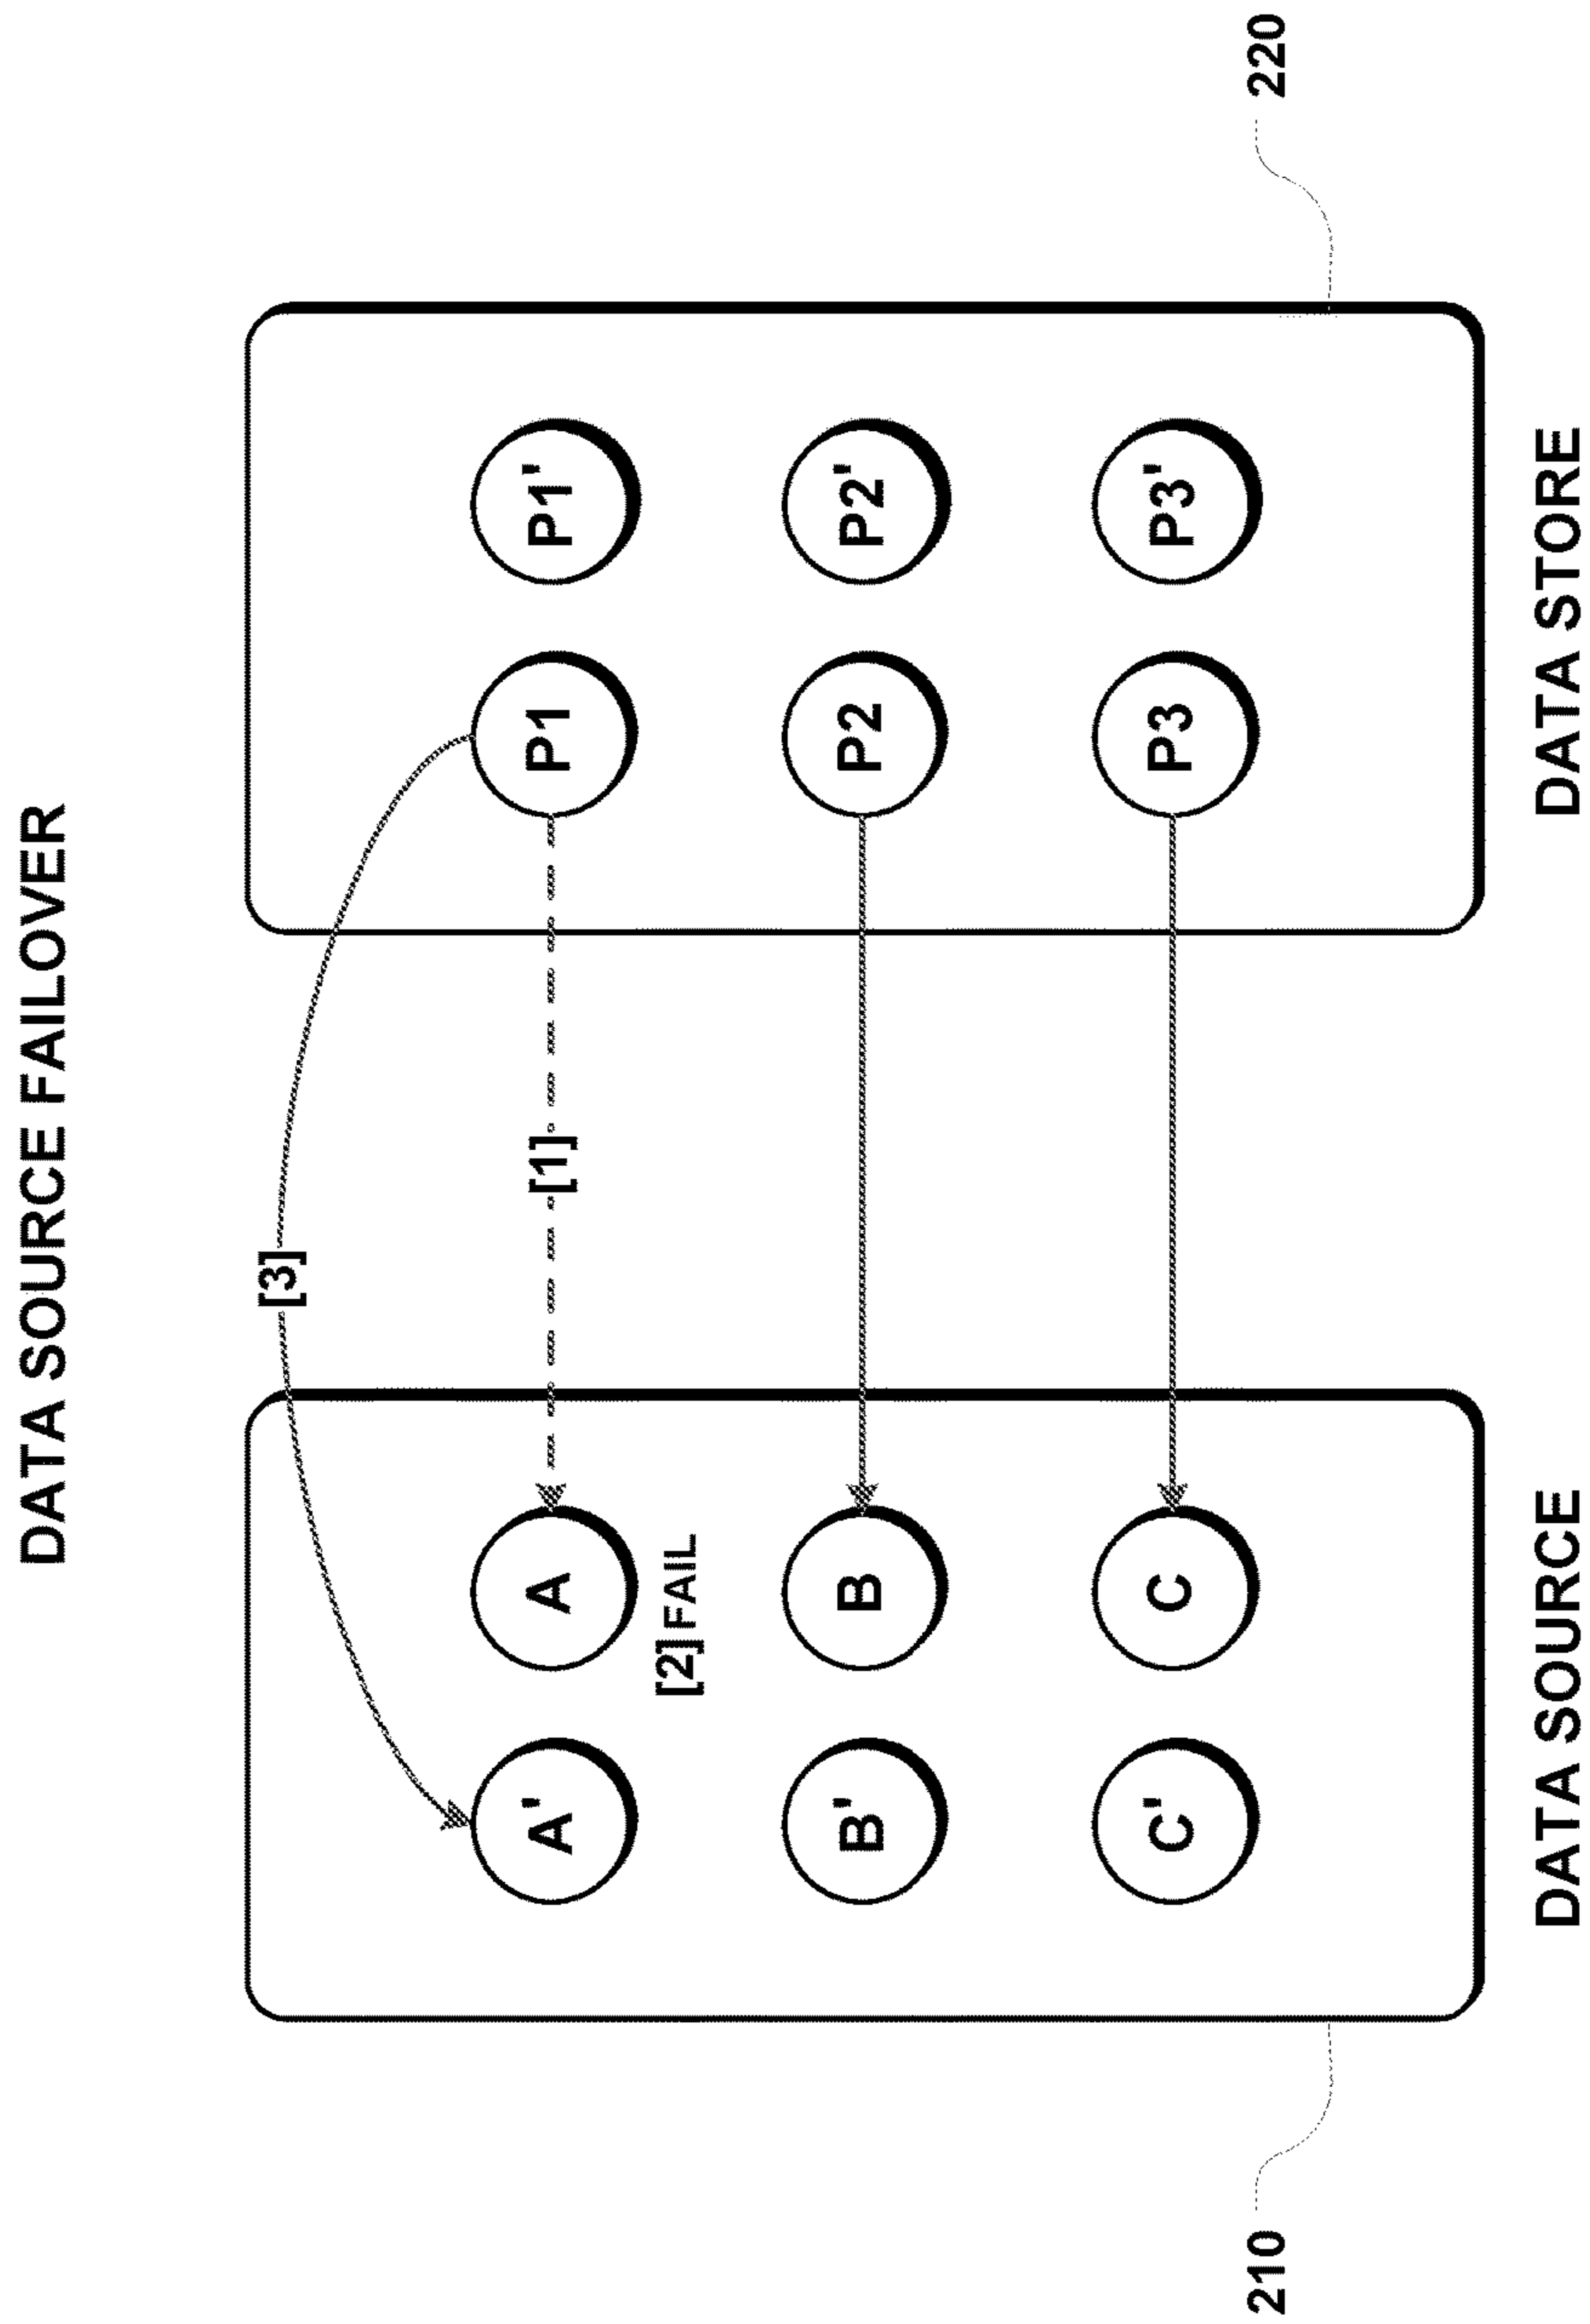 DATA SOURCE FAILOVER
[3]
A'
A
[1]
P1
P1'
[2] FAIL
B'
B
P2
P2'
C'
C
P3
P3'
210
220
DATA SOURCE
DATA STORE